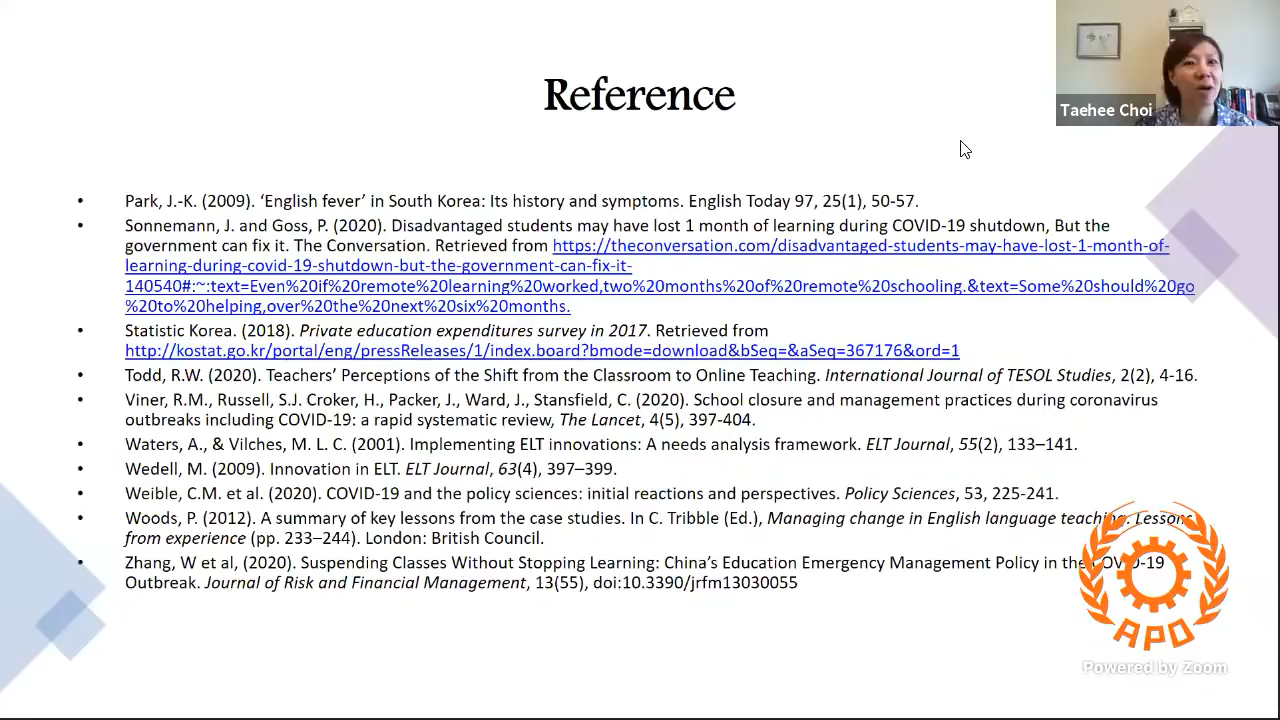 Reference
Taehee Choi
• Park, J.-K. (2009). ‘English fever’ in South Korea: Its history and symptoms. English Today 97, 25(1), 50-57.
• Sonnemann, J. and Goss, P. (2020). Disadvantaged students may have lost 1 month of learning during COVID-19 shutdown, But the
government can fix it. The Conversation. Retrieved from https://theconversation.com/disadvantaged-students-may-have-lost-1-month-of-
learning-during-covid-19-shutdown-but-the-government-can-fix-it-
140540#:~:text=Even%20if%20remote%20learning%20worked,two%20months%20of%20remote%20schooling.&text=Some%20should%20go
%20to%20helping,over%20the%20next%20six%20months.
• Statistic Korea. (2018). Private education expenditures survey in 2017. Retrieved from
http://kostat.go.kr/portal/eng/pressReleases/1/index.board?bmode=download&bSeq=&aSeq=367176&ord=1
• Todd, R.W. (2020). Teachers’ Perceptions of the Shift from the Classroom to Online Teaching. International Journal of TESOL Studies, 2(2), 4-16.
• Viner, R.M., Russell, S.J. Croker, H., Packer, J., Ward, J., Stansfield, C. (2020). School closure and management practices during coronavirus
outbreaks including COVID-19: a rapid systematic review, The Lancet, 4(5), 397-404.
• Waters, A., & Vilches, M. L. C. (2001). Implementing ELT innovations: A needs analysis framework. ELT Journal, 55(2), 133–141.
• Wedell, M. (2009). Innovation in ELT. ELT Journal, 63(4), 397–399.
• Weible, C.M. et al. (2020). COVID-19 and the policy sciences: initial reactions and perspectives. Policy Sciences, 53, 225-241.
• Woods, P. (2012). A summary of key lessons from the case studies. In C. Tribble (Ed.), Managing change in English language teaching. Lessons
from experience (pp. 233–244). London: British Council.
• Zhang, W et al, (2020). Suspending Classes Without Stopping Learning: China’s Education Emergency Management Policy in the COVID-19
Outbreak. Journal of Risk and Financial Management, 13(55), doi:10.3390/jrfm13030055
APO
Powered by Zoom